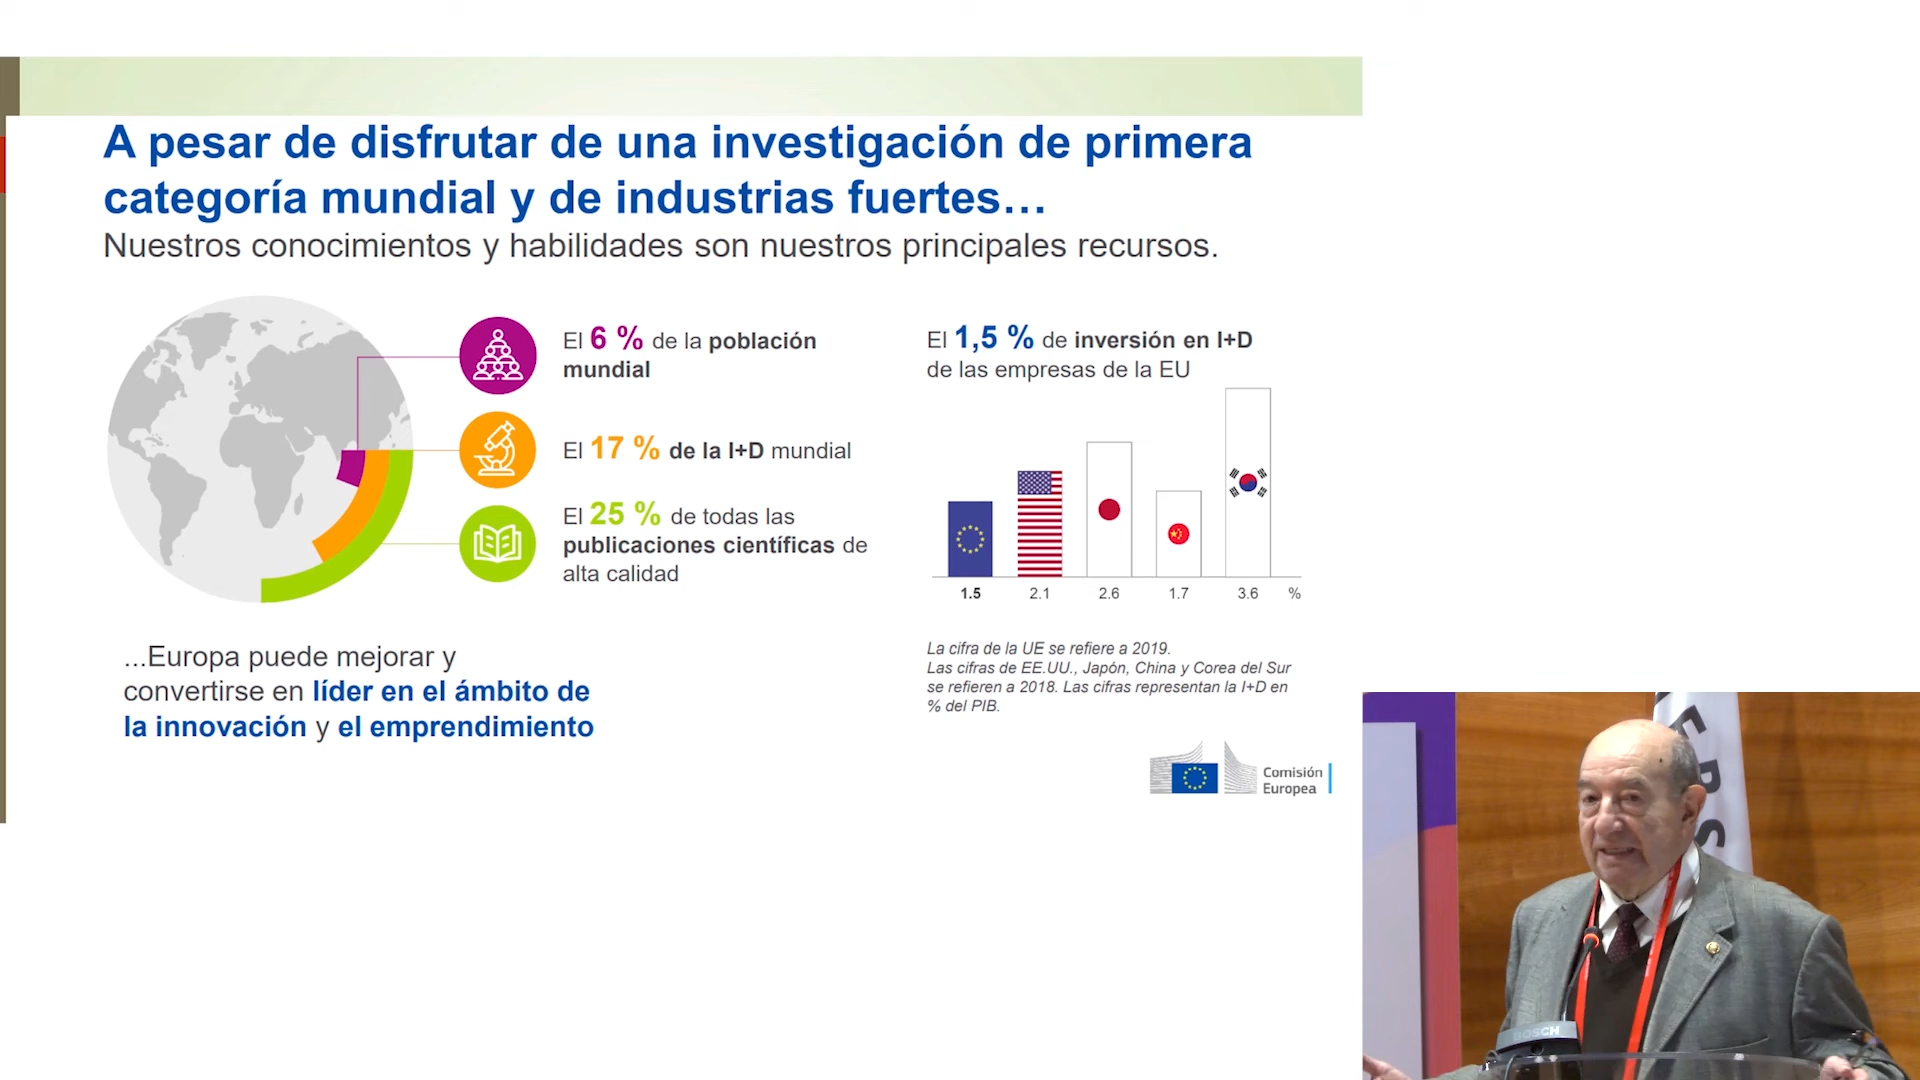 A pesar de disfrutar de una investigación de primera
categoría mundial y de industrias fuertes…
Nuestros conocimientos y habilidades son nuestros principales recursos.
El 6 % de la población
mundial
El 17 % de la I+D mundial
El 25 % de todas las
publicaciones científicas de
alta calidad
...Europa puede mejorar y
convertirse en líder en el ámbito de
la innovación y el emprendimiento
El 1,5 % de inversión en I+D
de las empresas de la EU
1.5 2.1 2.6 1.7 3.6 %
La cifra de la UE se refiere a 2019.
Las cifras de EE.UU., Japón, China y Corea del Sur
se refieren a 2018. Las cifras representan la I+D en
% del PIB.
Comisión
Europea
BOSCH